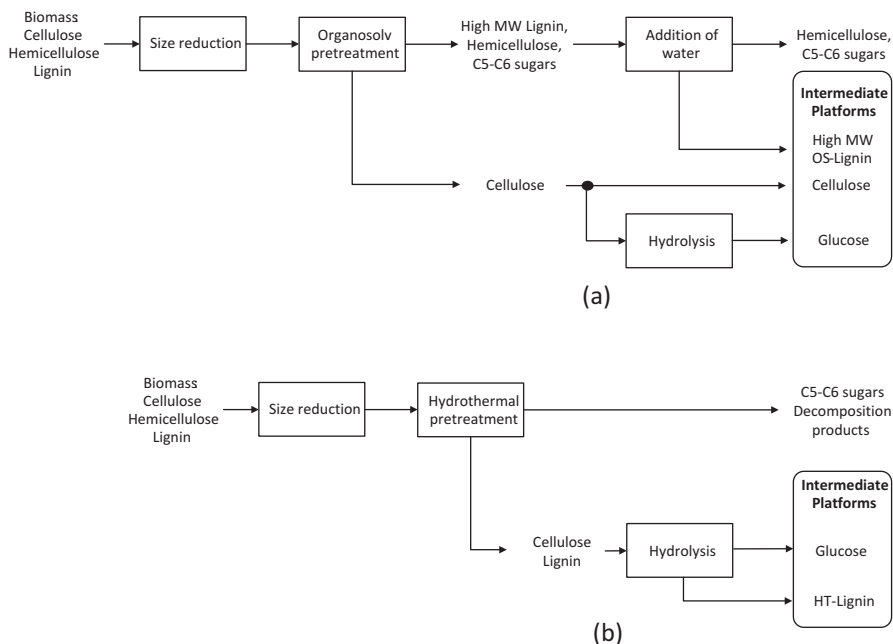 Biomass:
Cellulose
Hemicellulose
Lignin
Size reduction
Organosolv
pretreatment
High MW Lignin,
Hemicellulose,
C5-C6 sugars
Addition of
water
Hemicellulose,
C5-C6 sugars
Intermediate
Platforms
High MW
OS-Lignin
Cellulose
Cellulose
Hydrolysis
Glucose
(a)
Biomass:
Cellulose
Hemicellulose
Lignin
Size reduction
Hydrothermal
pretreatment
C5-C6 sugars
Decomposition
products
Intermediate
Platforms
Cellulose
Lignin
Hydrolysis
Glucose
HT-Lignin
(b)